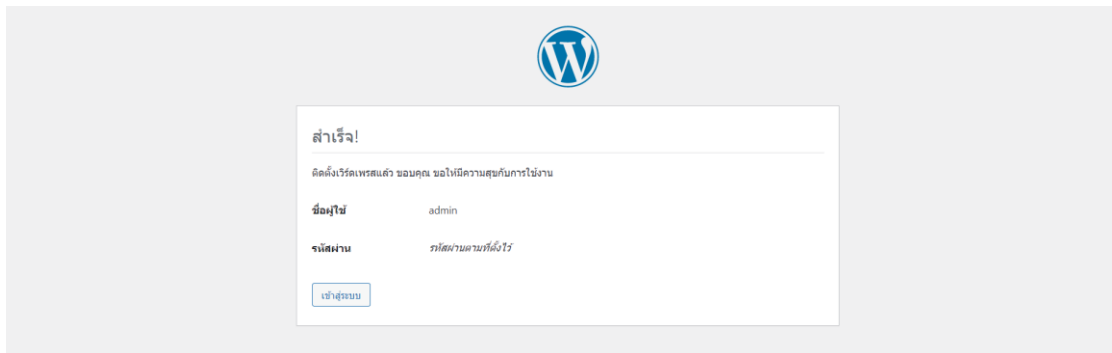 สำเร็จ!
ติดตั้งเวิร์ดเพรสแล้ว ขอบคุณ ขอให้มีความสุขกับการใช้งาน
ชื่อผู้ใช้ admin
รหัสผ่าน รหัสผ่านตามที่ตั้งไว้
เข้าสู่ระบบ